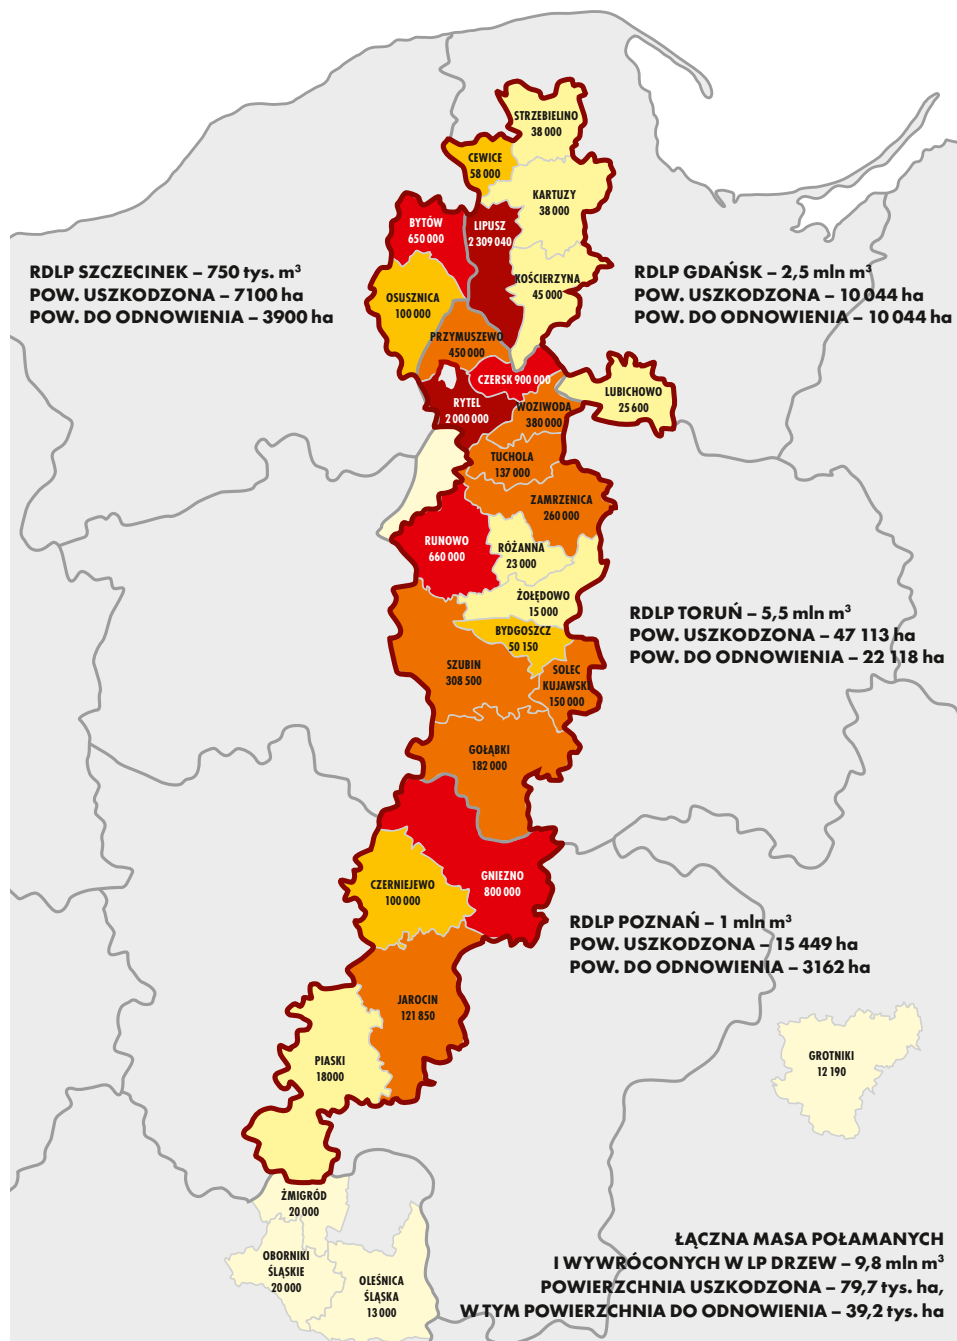 STRZEBIELINO
38 000
CEWICE
58 000
KARTUZY
38 000
BYTÓW
650 000
LIPUSZ
2 309 040
RDLP SZCZECINEK – 750 tys. m³
POW. USZKODZONA – 7100 ha
POW. DO ODNOWIENIA – 3900 ha
OSUSZNICA
100 000
KOŚCIERZYNA
45 000
RDLP GDAŃSK – 2,5 mln m³
POW. USZKODZONA – 10 044 ha
POW. DO ODNOWIENIA – 10 044 ha
PRZYMUSZEWO
450 000
CZERSK 900 000
LUBICHOWO
25 600
RYTEL
2 000 000
WOZIWODA
380 000
TUCHOLA
137 000
ZAMRZENICA
260 000
RUNOWO
660 000
RÓŻANNA
23 000
ŻOŁĘDOWO
15 000
RDLP TORUŃ – 5,5 mln m³
POW. USZKODZONA – 47 113 ha
POW. DO ODNOWIENIA – 22 118 ha
BYDGOSZCZ
50 150
SZUBIN
308 500
SOLEC
KUJAWSKI
150 000
GOŁĄBKI
182 000
GNIEZNO
800 000
CZERNIEJEWO
100 000
RDLP POZNAŃ – 1 mln m³
POW. USZKODZONA – 15 449 ha
POW. DO ODNOWIENIA – 3162 ha
JAROCIN
121 850
PIASKI
18000
GROTNIKI
12 190
ŻMIGRÓD
20 000
OBORNIKI
ŚLĄSKIE
20 000
OLEŚNICA
ŚLĄSKA
13 000
ŁĄCZNA MASA POŁAMANYCH
I WYWRÓCONYCH W LP DRZEW – 9,8 mln m³
POWIERZCHNIA USZKODZONA – 79,7 tys. ha,
W TYM POWIERZCHNIA DO ODNOWIENIA – 39,2 tys. ha